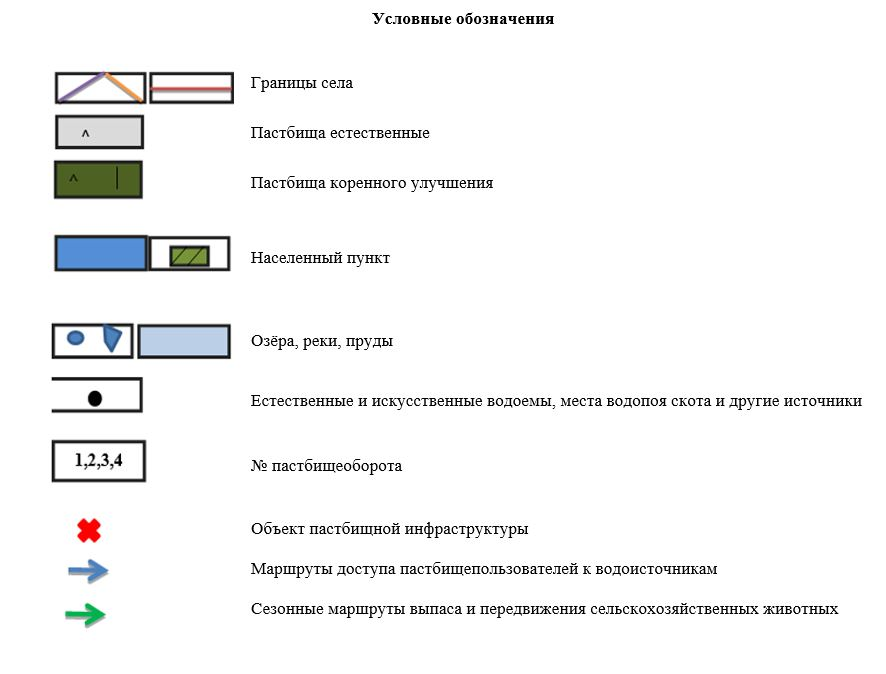 Условные обозначения
Границы села
Пастбища естественные
Пастбища коренного улучшения
Населенный пункт
Озёра, реки, пруды
Естественные и искусственные водоемы, места водопоя скота и другие источники
1,2,3,4
№ пастбищеоборота
Объект пастбищной инфраструктуры
Маршруты доступа пастбищепользователей к водоисточникам
Сезонные маршруты выпаса и передвижения сельскохозяйственных животных